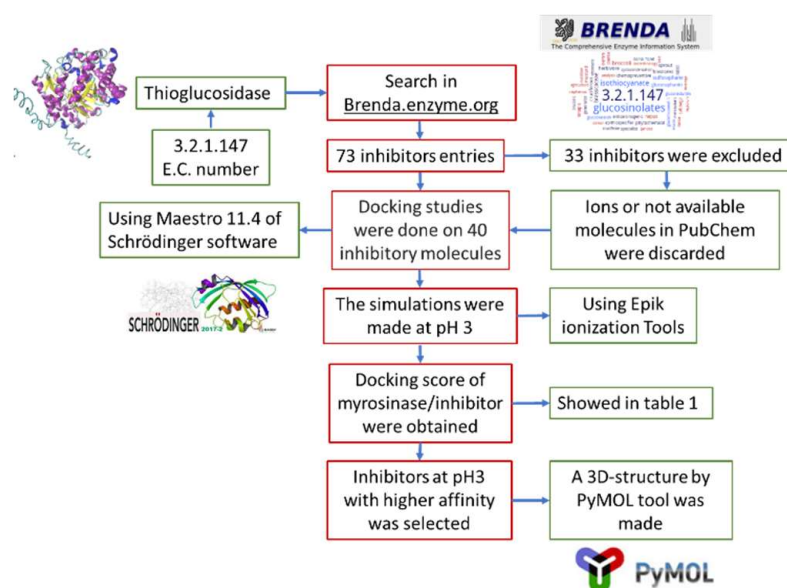 BRENDA
The Comprehensive Enzyme Information System
isothiocyanate
3.2.1.147
glucosinolates
Thioglucosidase
Search in
Brenda.enzyme.org
3.2.1.147
E.C. number
73 inhibitors entries
33 inhibitors were excluded
Using Maestro 11.4 of
Schrödinger software
Docking studies
were done on 40
inhibitory molecules
Ions or not available
molecules in PubChem
were discarded
SCHRÖDINGER
2017-2
The simulations were
made at pH 3
Using Epik
ionization Tools
Docking score of
myrosinase/inhibitor
were obtained
Showed in table 1
Inhibitors at pH3
with higher affinity
was selected
A 3D-structure by
PyMOL tool was
made
PyMOL